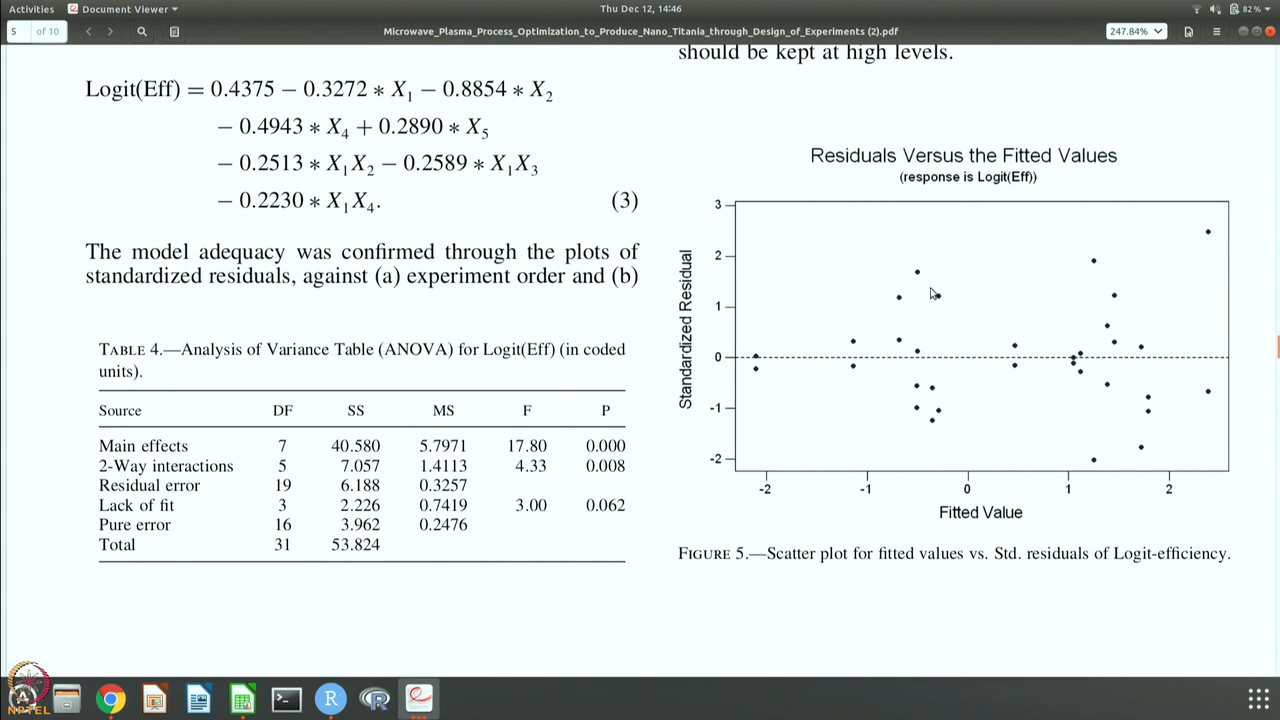 Activities Document Viewer Thu Dec 12, 14:46 82%
5 of 10 Microwave_Plasma_Process_Optimization_to_Produce_Nano_Titania_through_Design_of_Experiments (2).pdf 247.84%
Logit(Eff) = 0.4375 − 0.3272 * X₁ − 0.8854 * X₂
− 0.4943 * X₄ + 0.2890 * X₅
− 0.2513 * X₁X₂ − 0.2589 * X₁X₃
− 0.2230 * X₁X₄. (3)
The model adequacy was confirmed through the plots of
standardized residuals, against (a) experiment order and (b)
TABLE 4.—Analysis of Variance Table (ANOVA) for Logit(Eff) (in coded
units).
Source DF SS MS F P
Main effects 7 40.580 5.7971 17.80 0.000
2-Way interactions 5 7.057 1.4113 4.33 0.008
Residual error 19 6.188 0.3257
Lack of fit 3 2.226 0.7419 3.00 0.062
Pure error 16 3.962 0.2476
Total 31 53.824
should be kept at high levels.
Residuals Versus the Fitted Values
(response is Logit(Eff))
Standardized Residual
3
2
1
0
-1
-2
-2 -1 0 1 2
Fitted Value
FIGURE 5.—Scatter plot for fitted values vs. Std. residuals of Logit-efficiency.
R R
NPTEL